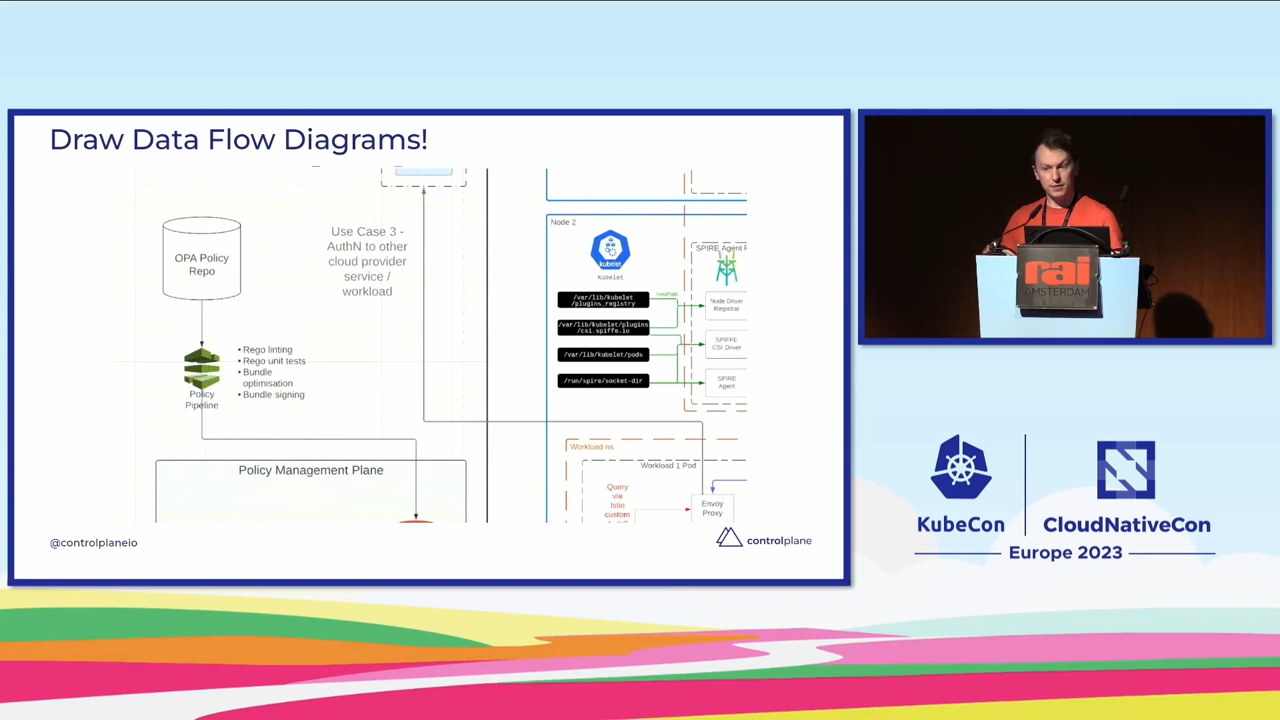 Draw Data Flow Diagrams!
OPA Policy
Repo
Use Case 3 -
AuthN to other
cloud provider
service /
workload
• Rego linting
• Rego unit tests
• Bundle
optimisation
• Bundle signing
Policy
Pipeline
Policy Management Plane
Node 2
kubelet
Kubelet
/var/lib/kubelet
/plugins_registry
/var/lib/kubelet/plugins
/csi.spiffe.io
/var/lib/kubelet/pods
/run/spire/socket-dir
SPIRE Agent
Node Driver
Registrar
SPIFFE
CSI Driver
SPIRE
Agent
Workload ns
Workload 1 Pod
Query
via
Istio
custom
Envoy
Proxy
@controlplaneio
controlplane
rai
AMSTERDAM
KubeCon
CloudNativeCon
Europe 2023